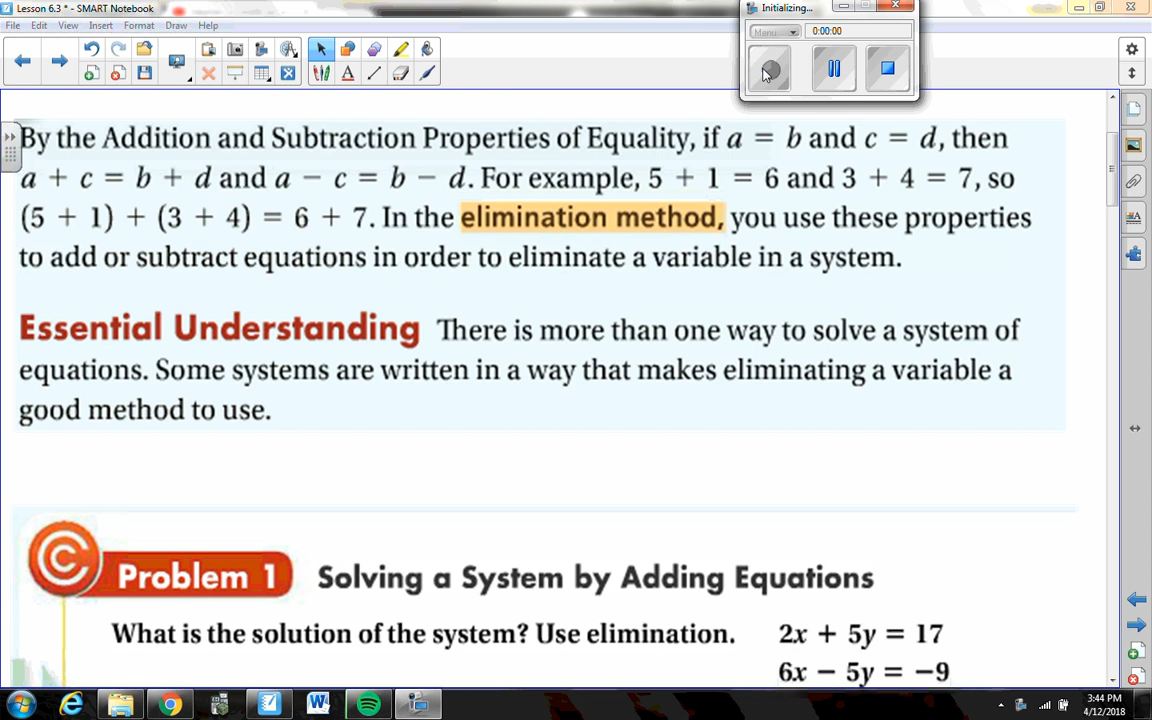 Lesson 6.3 * - SMART Notebook
Initializing...
File Edit View Insert Format Draw Help
Menu 0:00:00
By the Addition and Subtraction Properties of Equality, if a = b and c = d, then
a + c = b + d and a − c = b − d. For example, 5 + 1 = 6 and 3 + 4 = 7, so
(5 + 1) + (3 + 4) = 6 + 7. In the elimination method, you use these properties
to add or subtract equations in order to eliminate a variable in a system.
Essential Understanding There is more than one way to solve a system of
equations. Some systems are written in a way that makes eliminating a variable a
good method to use.
Problem 1 Solving a System by Adding Equations
What is the solution of the system? Use elimination. 2x + 5y = 17
6x − 5y = −9
3:44 PM
4/12/2018